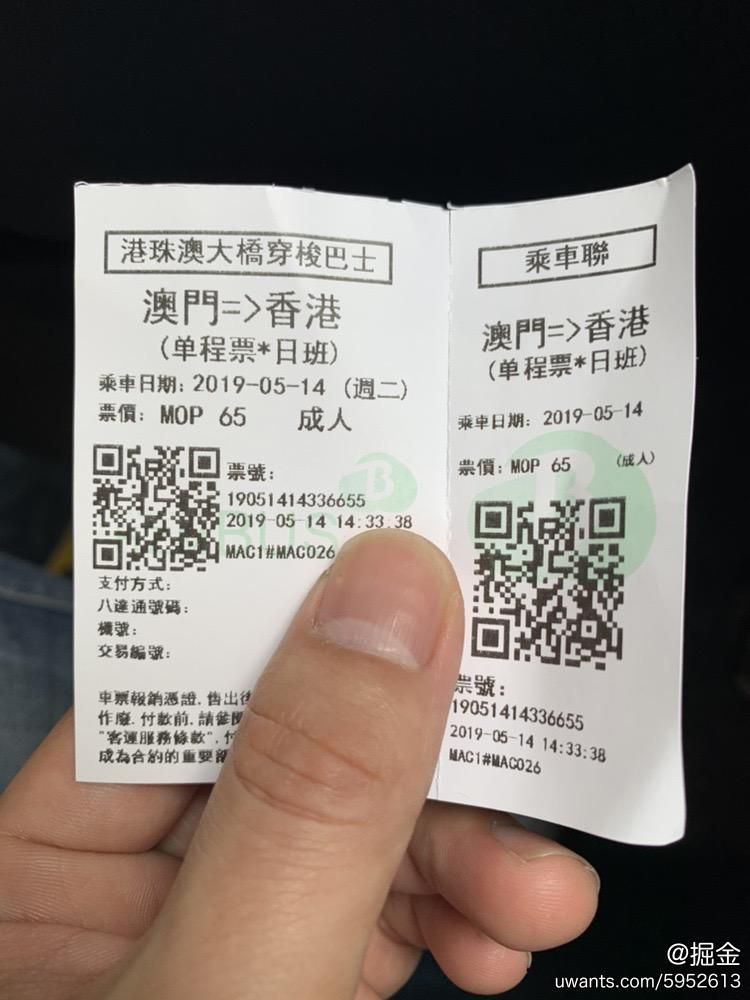 港珠澳大橋穿梭巴士
澳門=>香港
(单程票*日班)
乘車日期: 2019-05-14 (週二)
票價: MOP 65 成人
票號:
19051414336655
2019-05-14 14:33:38
MAC1#MAC026
支付方式:
八達通號碼:
機號:
交易編號:
車票報銷憑證, 售出後
作廢. 付款前, 請參閱
"客運服務條款", 付
成為合約的重要部
乘車聯
澳門=>香港
(单程票*日班)
乘車日期: 2019-05-14
票價: MOP 65 (成人)
票號:
19051414336655
2019-05-14 14:33:38
MAC1#MAC026
B
BUS
B
@掘金
uwants.com/5952613